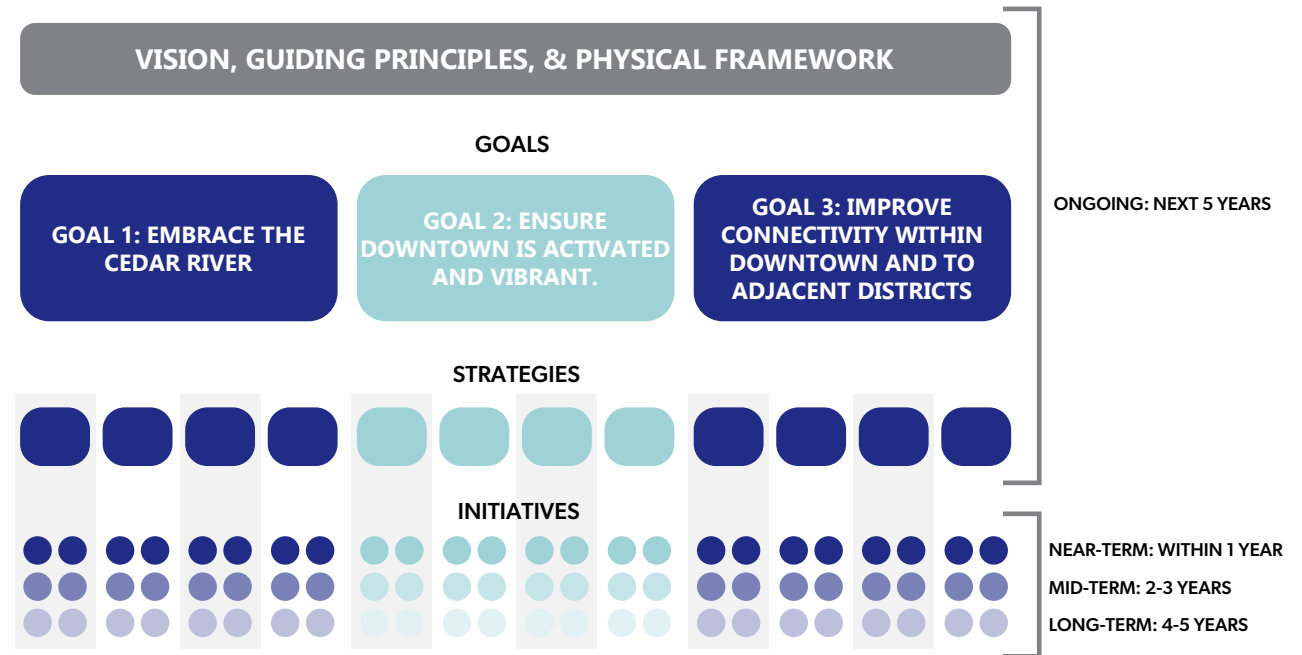 VISION, GUIDING PRINCIPLES, & PHYSICAL FRAMEWORK
GOALS
GOAL 1: EMBRACE THE
CEDAR RIVER
GOAL 2: ENSURE
DOWNTOWN IS ACTIVATED
AND VIBRANT.
GOAL 3: IMPROVE
CONNECTIVITY WITHIN
DOWNTOWN AND TO
ADJACENT DISTRICTS
ONGOING: NEXT 5 YEARS
STRATEGIES
INITIATIVES
NEAR-TERM: WITHIN 1 YEAR
MID-TERM: 2-3 YEARS
LONG-TERM: 4-5 YEARS